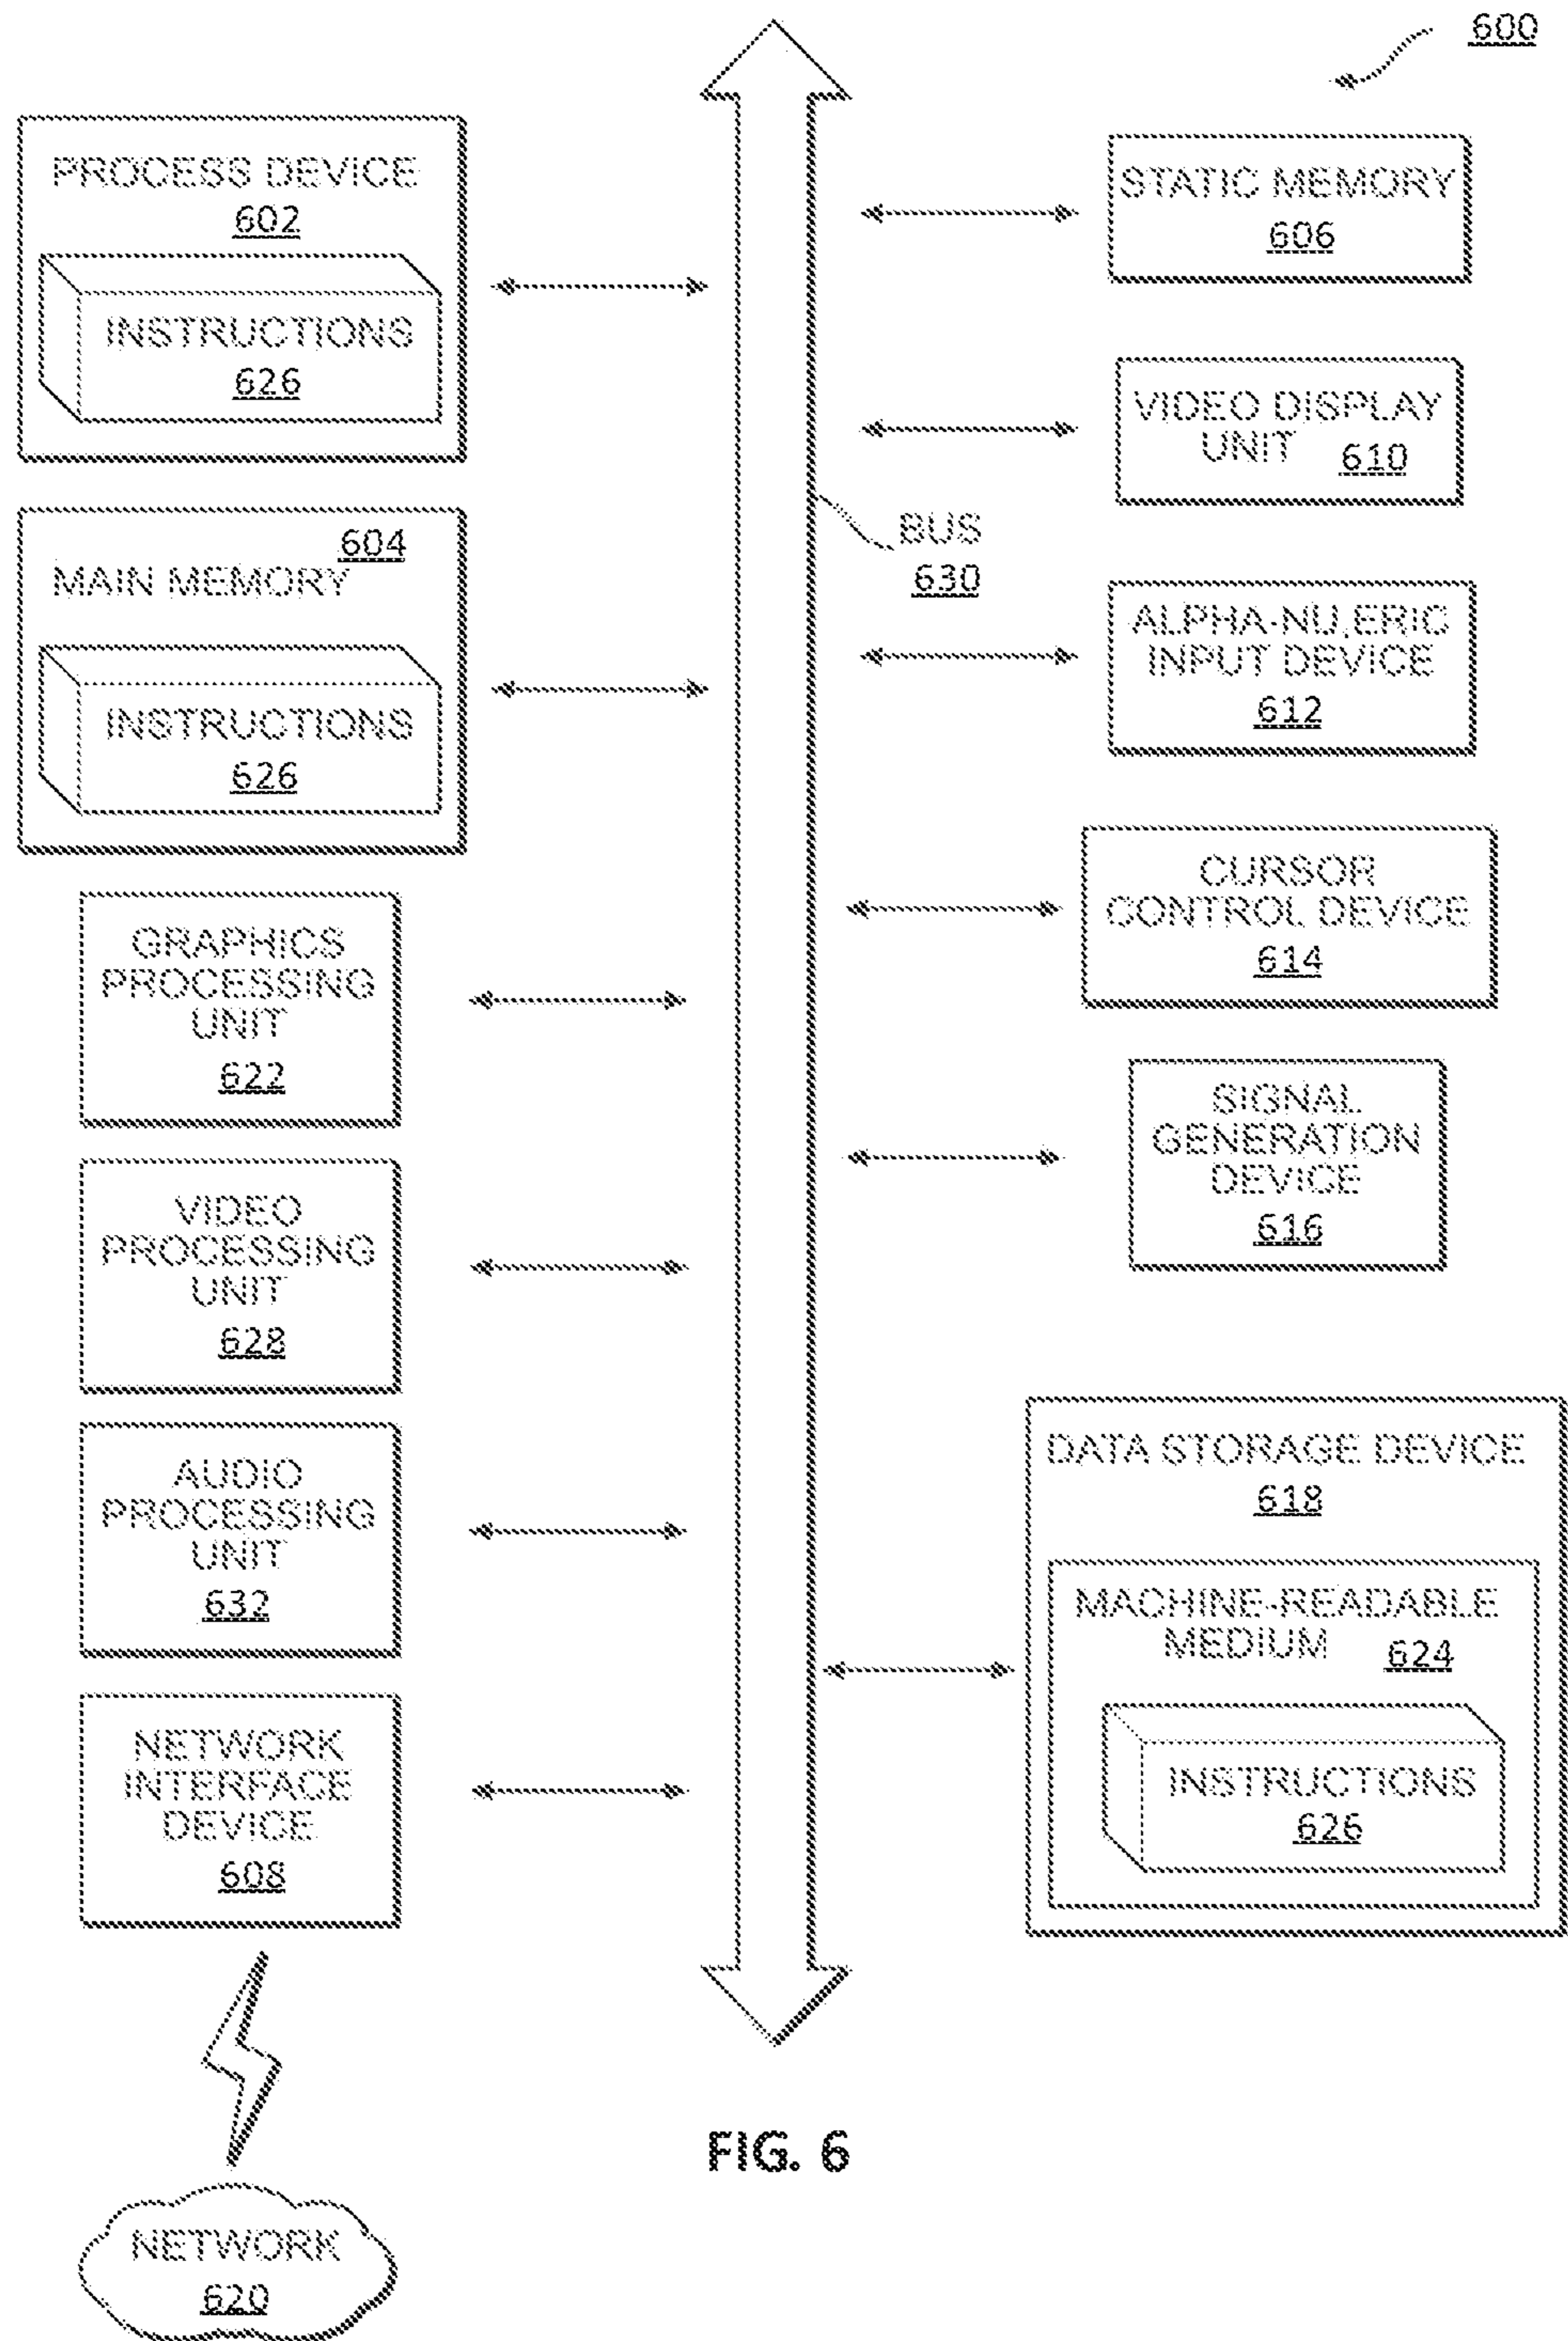 600
PROCESS DEVICE
602
INSTRUCTIONS
626
604
MAIN MEMORY
INSTRUCTIONS
626
GRAPHICS
PROCESSING
UNIT
622
VIDEO
PROCESSING
UNIT
628
AUDIO
PROCESSING
UNIT
632
NETWORK
INTERFACE
DEVICE
608
NETWORK
620
BUS
630
STATIC MEMORY
606
VIDEO DISPLAY
UNIT 610
ALPHA-NU,ERIC
INPUT DEVICE
612
CURSOR
CONTROL DEVICE
614
SIGNAL
GENERATION
DEVICE
616
DATA STORAGE DEVICE
618
MACHINE-READABLE
MEDIUM 624
INSTRUCTIONS
626
FIG. 6